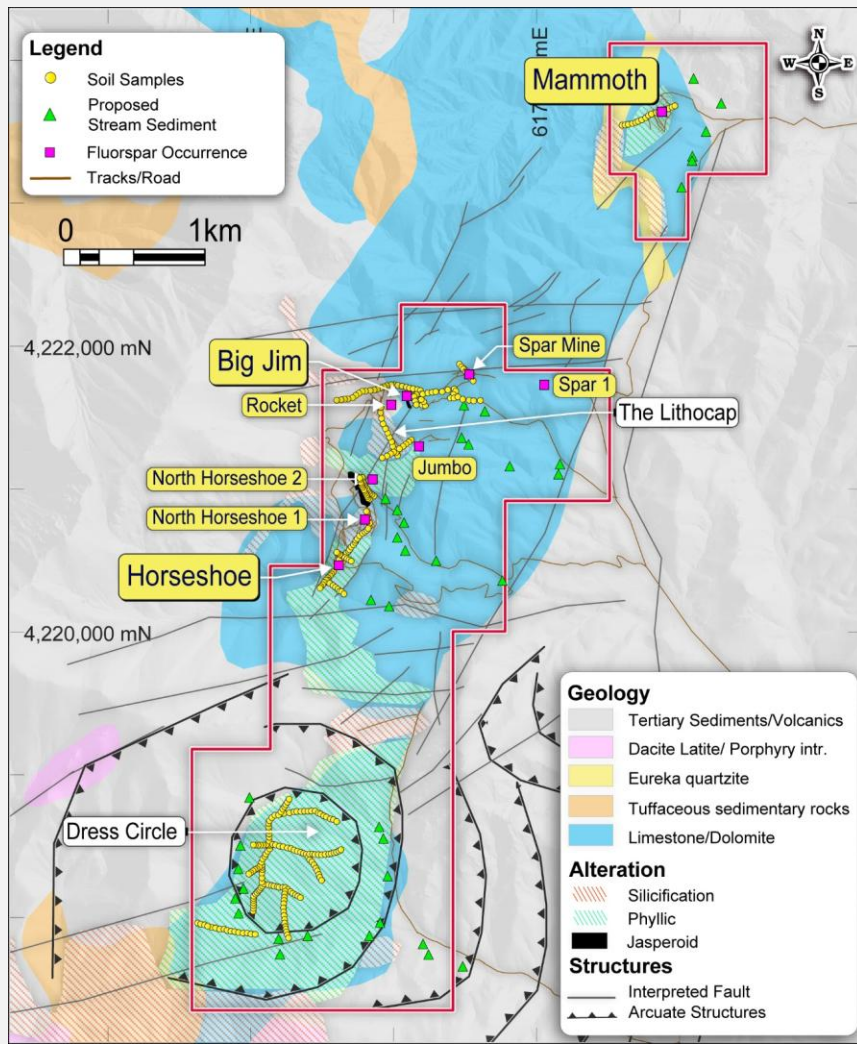 Legend
Soil Samples
Proposed
Stream Sediment
Fluorspar Occurrence
Tracks/Road
0 1km
N
W E
S
mE
617
mE
Mammoth
4,222,000 mN
Spar Mine
Big Jim
Spar 1
Rocket
The Lithocap
Jumbo
North Horseshoe 2
North Horseshoe 1
Horseshoe
4,220,000 mN
Dress Circle
Geology
Tertiary Sediments/Volcanics
Dacite Latite/ Porphyry intr.
Eureka quartzite
Tuffaceous sedimentary rocks
Limestone/Dolomite
Alteration
Silicification
Phyllic
Jasperoid
Structures
Interpreted Fault
Arcuate Structures